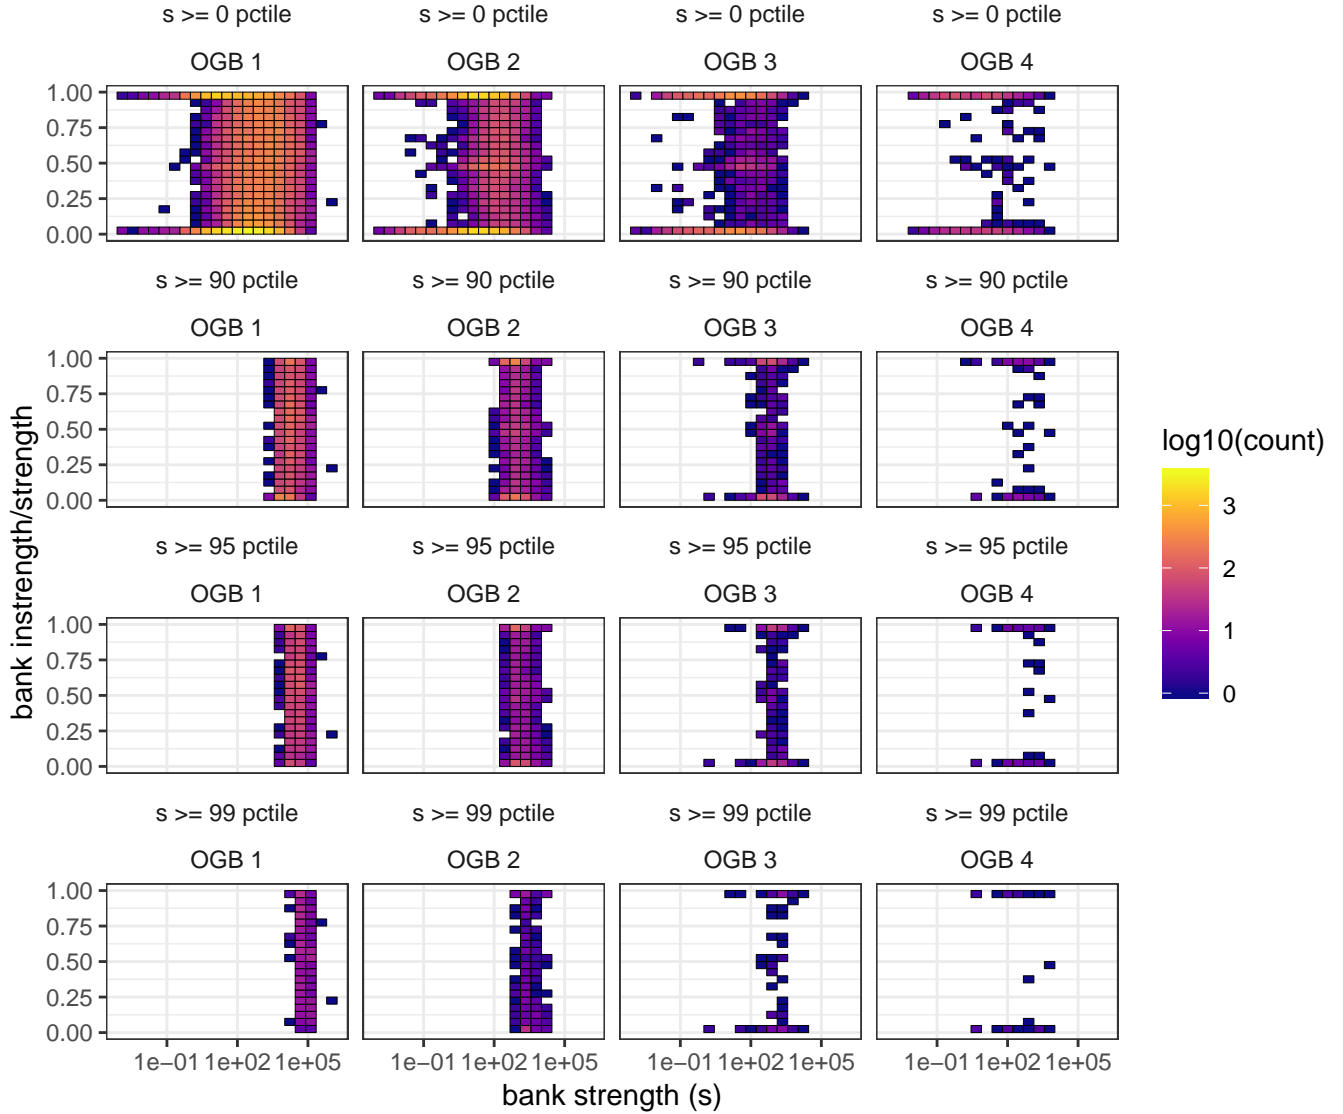 s >= 0 pctile s >= 0 pctile s >= 0 pctile s >= 0 pctile
OGB 1 OGB 2 OGB 3 OGB 4
1.00
0.75
0.50
0.25
0.00
s >= 90 pctile s >= 90 pctile s >= 90 pctile s >= 90 pctile
OGB 1 OGB 2 OGB 3 OGB 4
1.00
0.75
0.50
0.25
0.00
s >= 95 pctile s >= 95 pctile s >= 95 pctile s >= 95 pctile
OGB 1 OGB 2 OGB 3 OGB 4
1.00
0.75
0.50
0.25
0.00
s >= 99 pctile s >= 99 pctile s >= 99 pctile s >= 99 pctile
OGB 1 OGB 2 OGB 3 OGB 4
1.00
0.75
0.50
0.25
0.00
1e−01 1e+02 1e+05 1e−01 1e+02 1e+05 1e−01 1e+02 1e+05 1e−01 1e+02 1e+05
bank strength (s)
bank instrength/strength
log10(count)
3
2
1
0